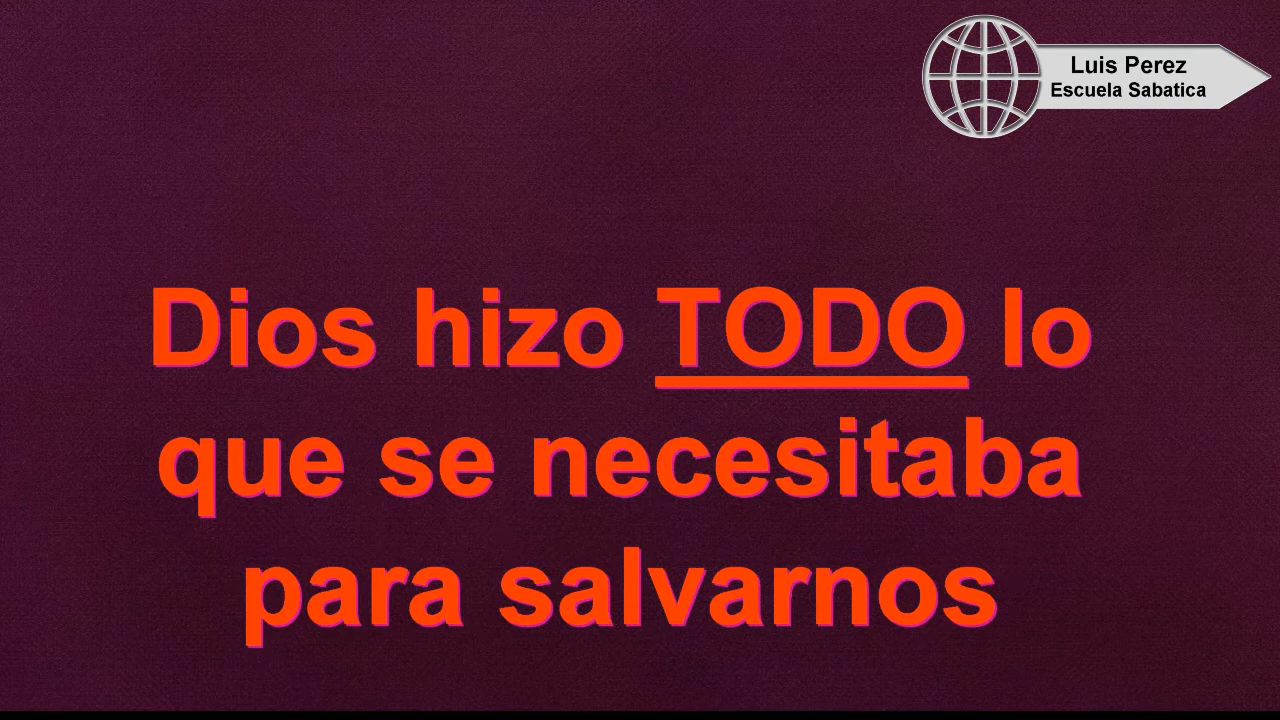 Luis Perez
Escuela Sabatica
Dios hizo TODO lo
que se necesitaba
para salvarnos